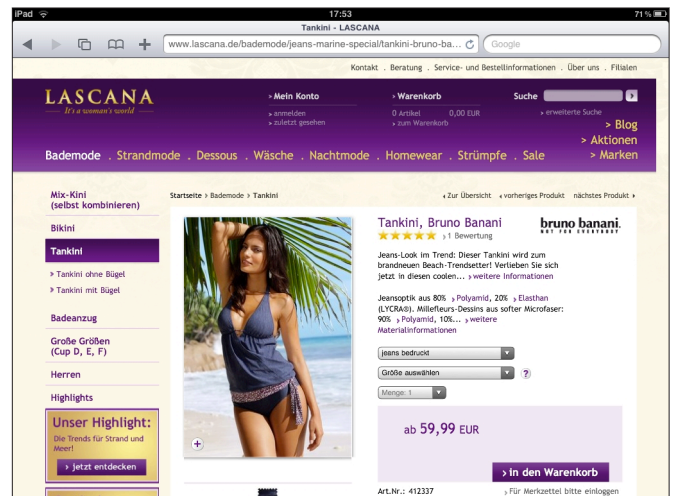 iPad 17:53 71 %
Tankini - LASCANA
www.lascana.de/bademode/jeans-marine-special/tankini-bruno-ba... Google
Kontakt . Beratung . Service- und Bestellinformationen . Über uns . Filialen
LASCANA
It's a woman's world
> Mein Konto
> anmelden
> zuletzt gesehen
> Warenkorb
0 Artikel 0,00 EUR
> zum Warenkorb
Suche
> erweiterte Suche
> Blog
> Aktionen
> Marken
Bademode . Strandmode . Dessous . Wäsche . Nachtmode . Homewear . Strümpfe . Sale
Mix-Kini
(selbst kombinieren)
Bikini
Tankini
> Tankini ohne Bügel
> Tankini mit Bügel
Badeanzug
Große Größen
(Cup D, E, F)
Herren
Highlights
Unser Highlight:
Die Trends für Strand und
Meer!
> jetzt entdecken
Startseite > Bademode > Tankini
Zur Übersicht vorheriges Produkt nächstes Produkt
Tankini, Bruno Banani
> 1 Bewertung
bruno banani.
NOT FOR EVERYBODY
Jeans-Look im Trend: Dieser Tankini wird zum
brandneuen Beach-Trendsetter! Verlieben Sie sich
jetzt in diesen coolen... > weitere Informationen
Jeansoptik aus 80% > Polyamid, 20% > Elasthan
(LYCRA®). Millefleurs-Dessins aus softer Microfaser:
90% > Polyamid, 10%... > weitere
Materialinformationen
jeans bedruckt
Größe auswählen ?
Menge: 1
ab 59,99 EUR
> in den Warenkorb
Art.Nr.: 412337 > Für Merkzettel bitte einloggen